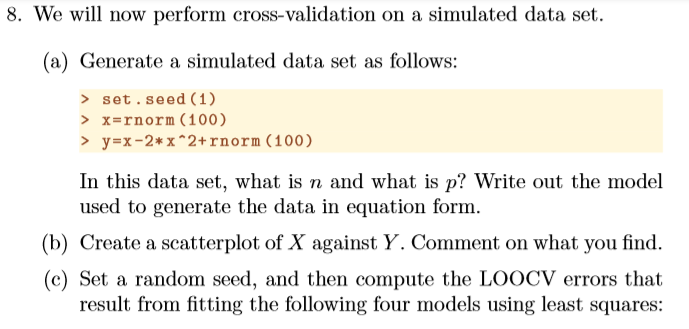 8. We will now perform cross-validation on a simulated data set.
(a) Generate a simulated data set as follows:
> set.seed(1)
> x=rnorm(100)
> y=x-2*x^2+rnorm(100)
In this data set, what is n and what is p? Write out the model
used to generate the data in equation form.
(b) Create a scatterplot of X against Y. Comment on what you find.
(c) Set a random seed, and then compute the LOOCV errors that
result from fitting the following four models using least squares: